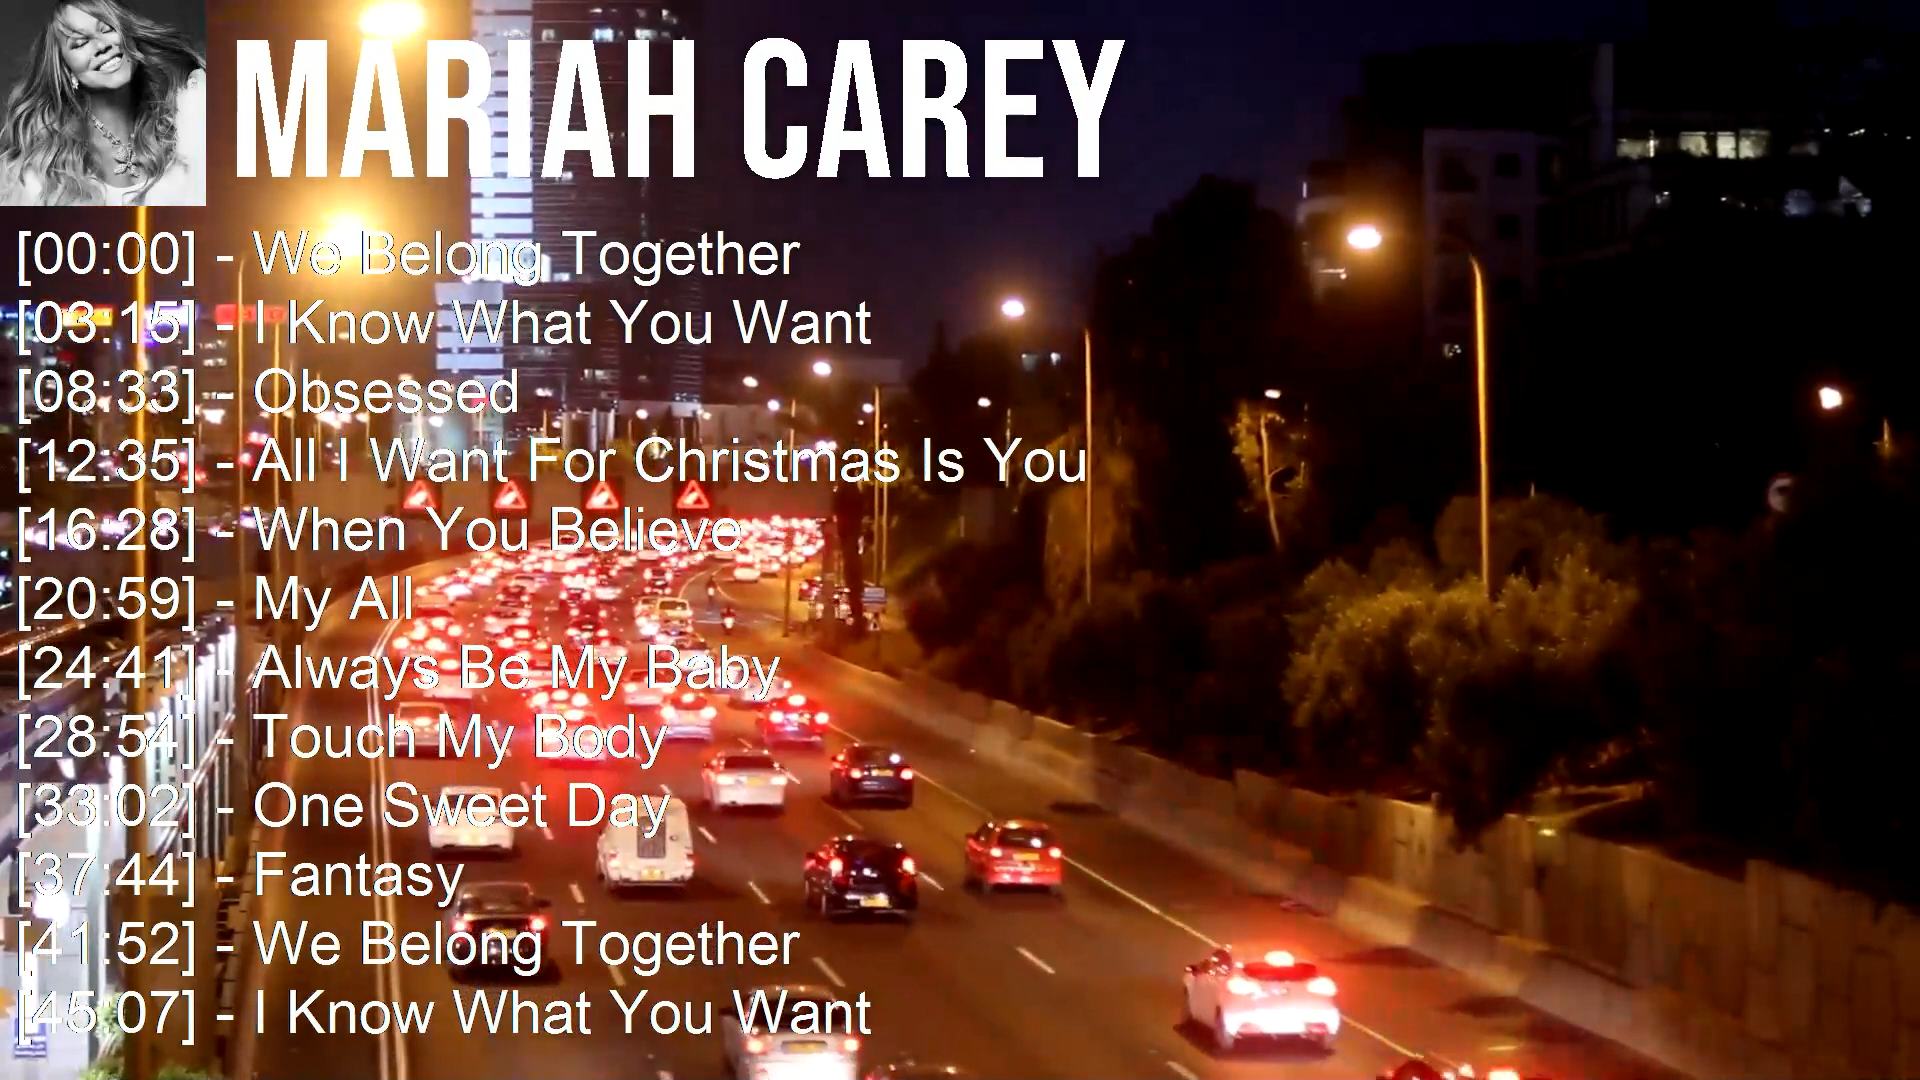 MARIAH CAREY
[00:00] - We Belong Together
[03:15] - I Know What You Want
[08:33] - Obsessed
[12:35] - All I Want For Christmas Is You
[16:28] - When You Believe
[20:59] - My All
[24:41] - Always Be My Baby
[28:54] - Touch My Body
[33:02] - One Sweet Day
[37:44] - Fantasy
[41:52] - We Belong Together
[45:07] - I Know What You Want